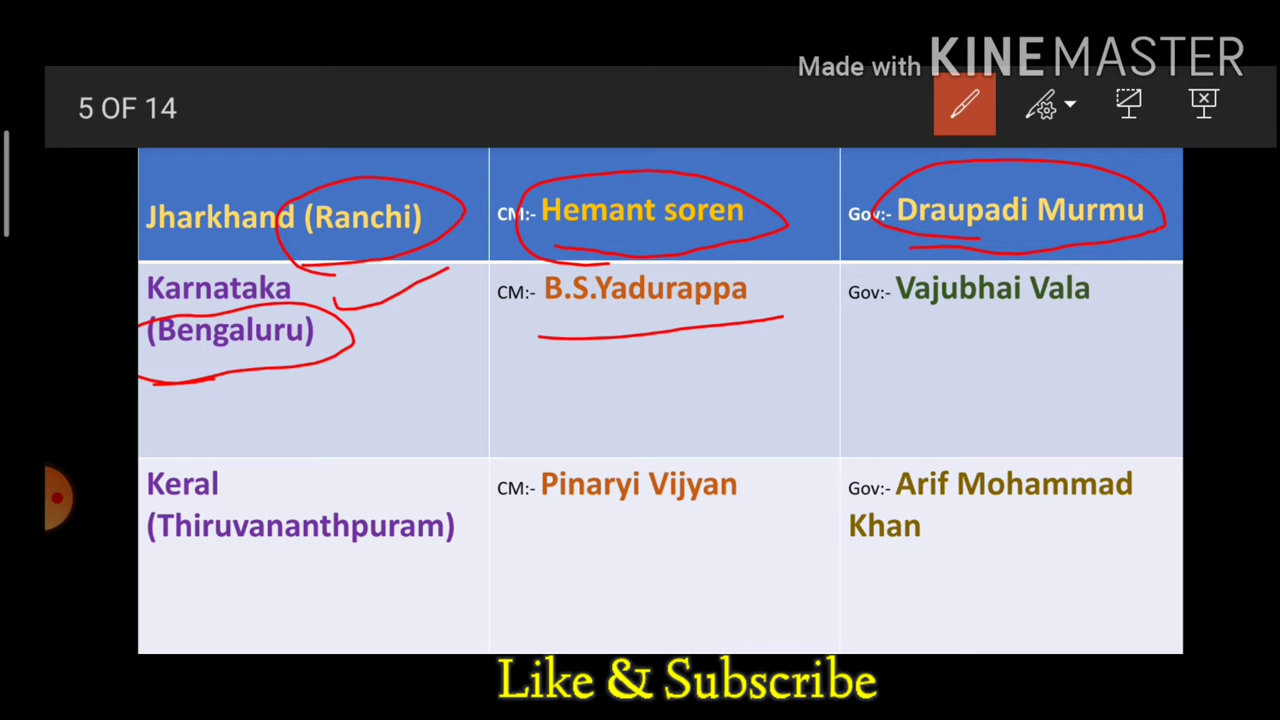 Made with KINEMASTER
5 OF 14
Jharkhand (Ranchi)
CM:- Hemant soren
Gov:- Draupadi Murmu
Karnataka
(Bengaluru)
CM:- B.S.Yadurappa
Gov:- Vajubhai Vala
Keral
(Thiruvananthpuram)
CM:- Pinaryi Vijyan
Gov:- Arif Mohammad
Khan
Like & Subscribe